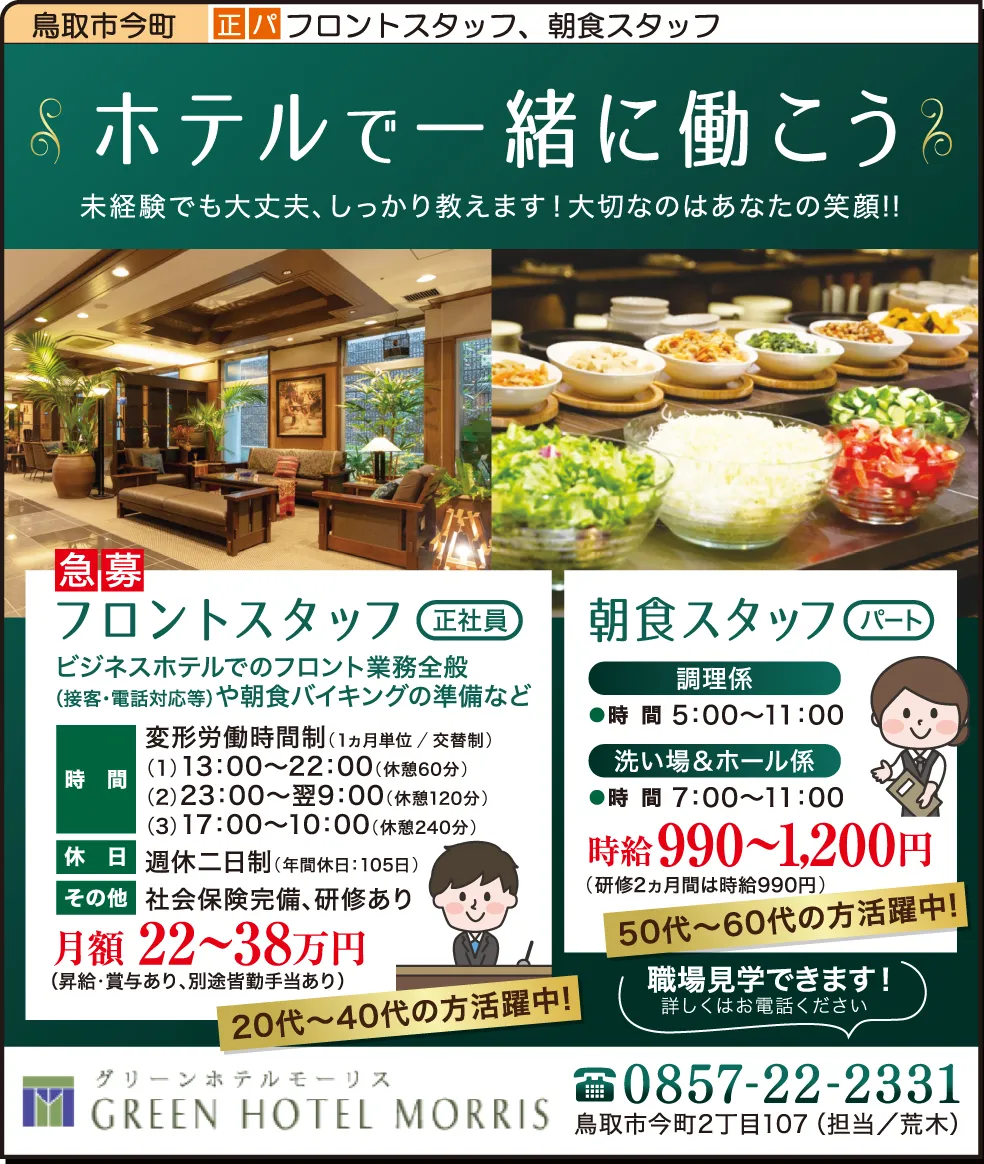 鳥取市今町 正 パ フロントスタッフ、朝食スタッフ
ホテルで一緒に働こう
未経験でも大丈夫、しっかり教えます！大切なのはあなたの笑顔!!
急募
フロントスタッフ 正社員
ビジネスホテルでのフロント業務全般
（接客・電話対応等）や朝食バイキングの準備など
時間
変形労働時間制（1ヵ月単位 / 交替制）
（1）13:00〜22:00（休憩60分）
（2）23:00〜翌9:00（休憩120分）
（3）17:00〜10:00（休憩240分）
休日 週休二日制（年間休日：105日）
その他 社会保険完備、研修あり
月額 22〜38万円
（昇給・賞与あり、別途皆勤手当あり）
20代〜40代の方活躍中!
朝食スタッフ パート
調理係
●時間 5:00〜11:00
洗い場＆ホール係
●時間 7:00〜11:00
時給990〜1,200円
（研修2ヵ月間は時給990円）
50代〜60代の方活躍中!
職場見学できます！
詳しくはお電話ください
グリーンホテルモーリス
GREEN HOTEL MORRIS
☎0857-22-2331
鳥取市今町2丁目107（担当／荒木）